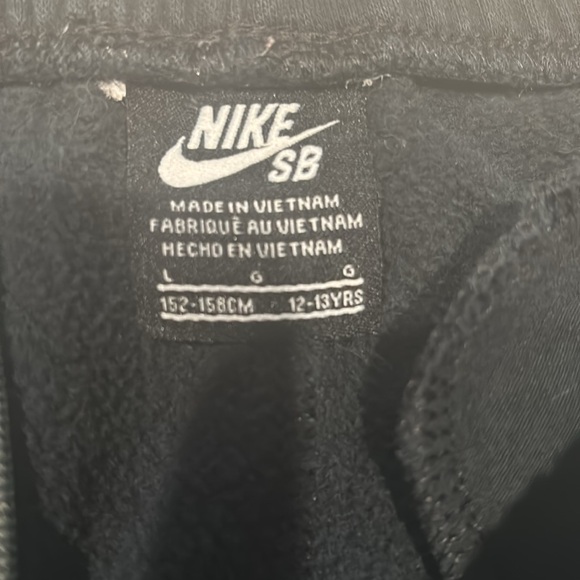 NIKE
SB
MADE IN VIETNAM
FABRIQUÉ AU VIETNAM
HECHO EN VIETNAM
L G G
152-158CM 12-13YRS